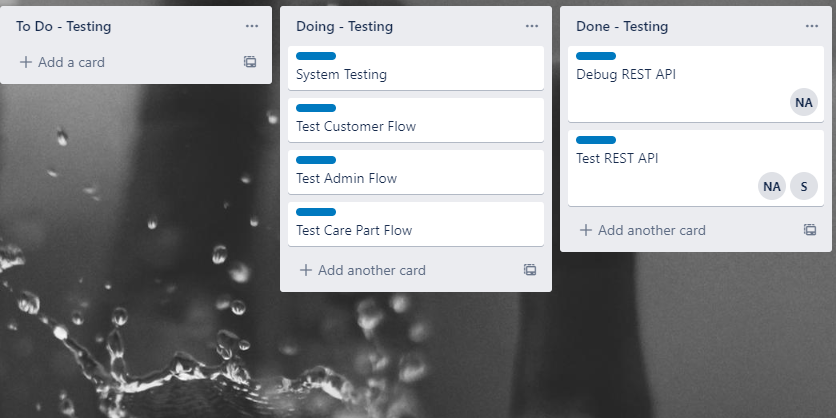 To Do - Testing
Add a card
Doing - Testing
System Testing
Test Customer Flow
Test Admin Flow
Test Care Part Flow
Add another card
Done - Testing
Debug REST API
NA
Test REST API
NA S
Add another card